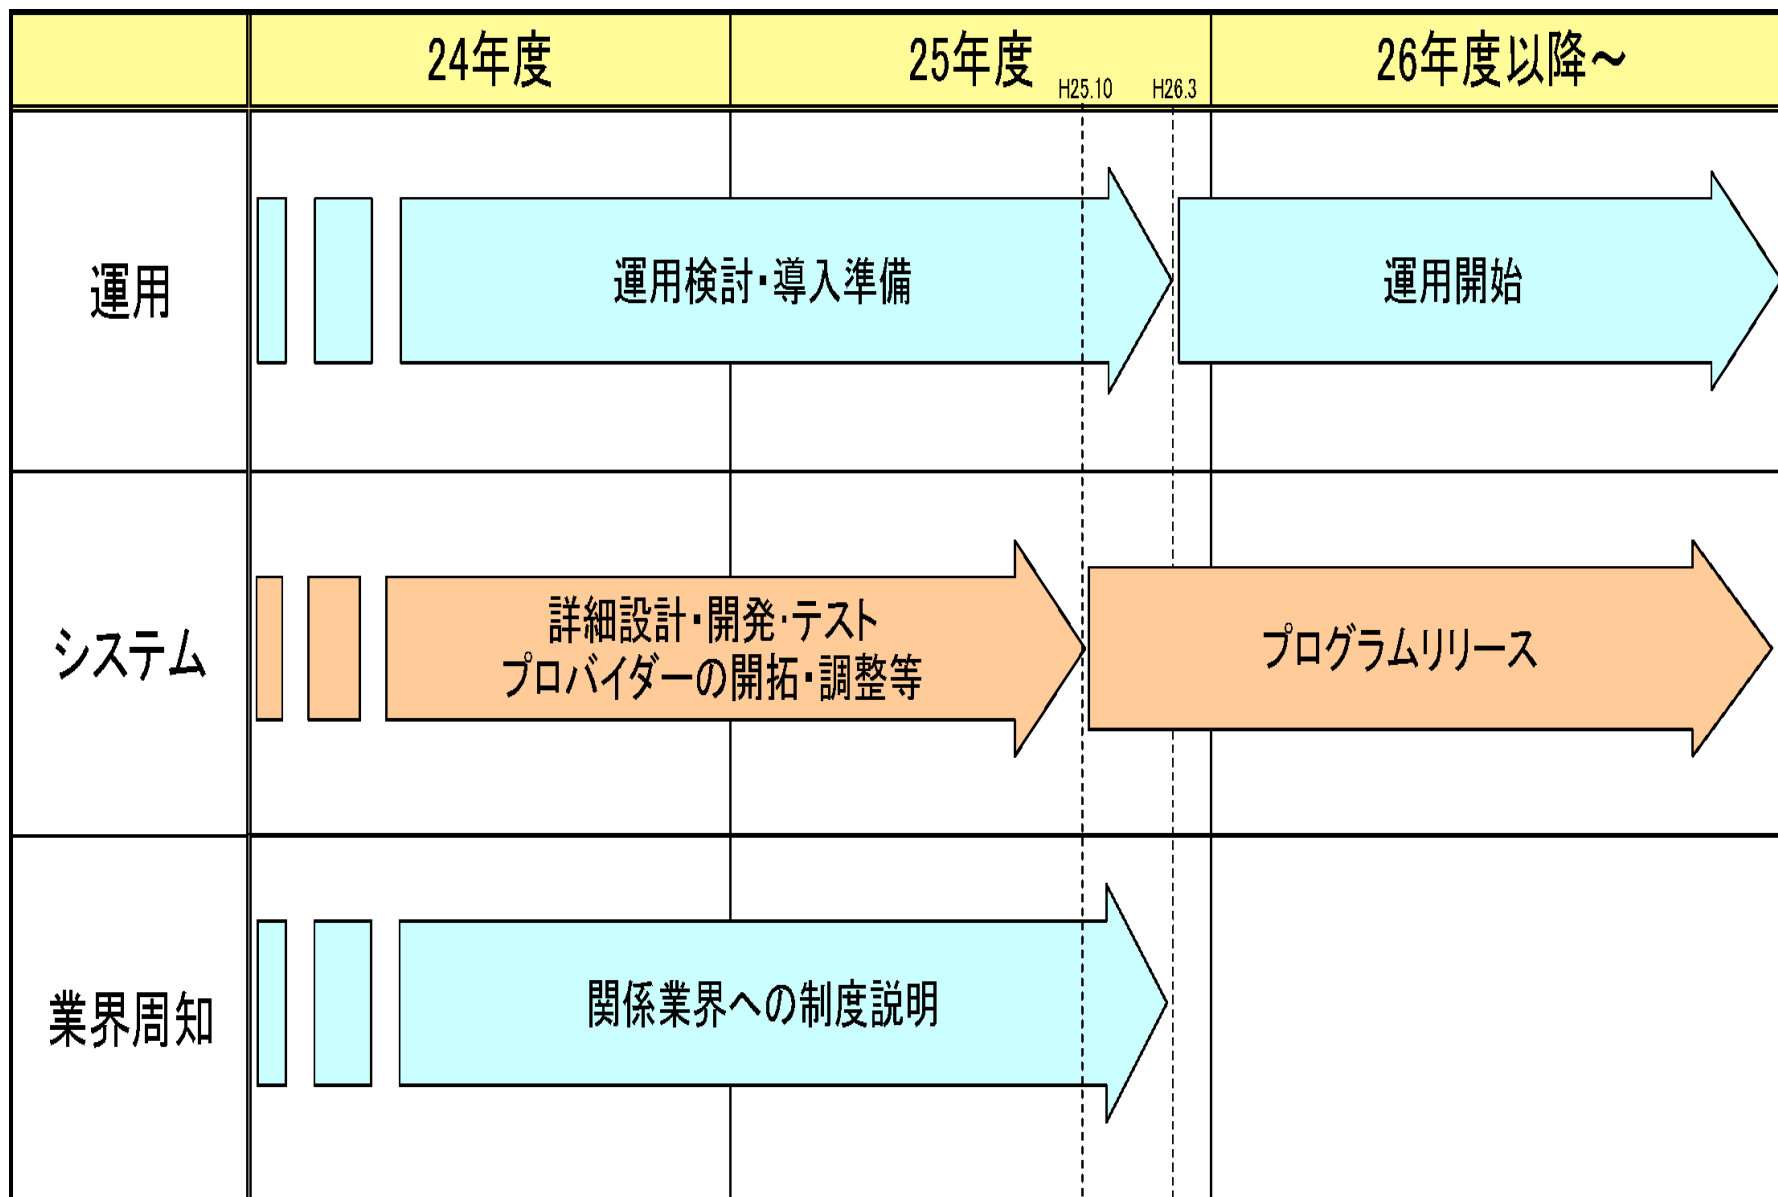 24年度
25年度
26年度以降～
H25.10
H26.3
運用
運用検討・導入準備
運用開始
システム
詳細設計・開発・テスト
プロバイダーの開拓・調整等
プログラムリリース
業界周知
関係業界への制度説明